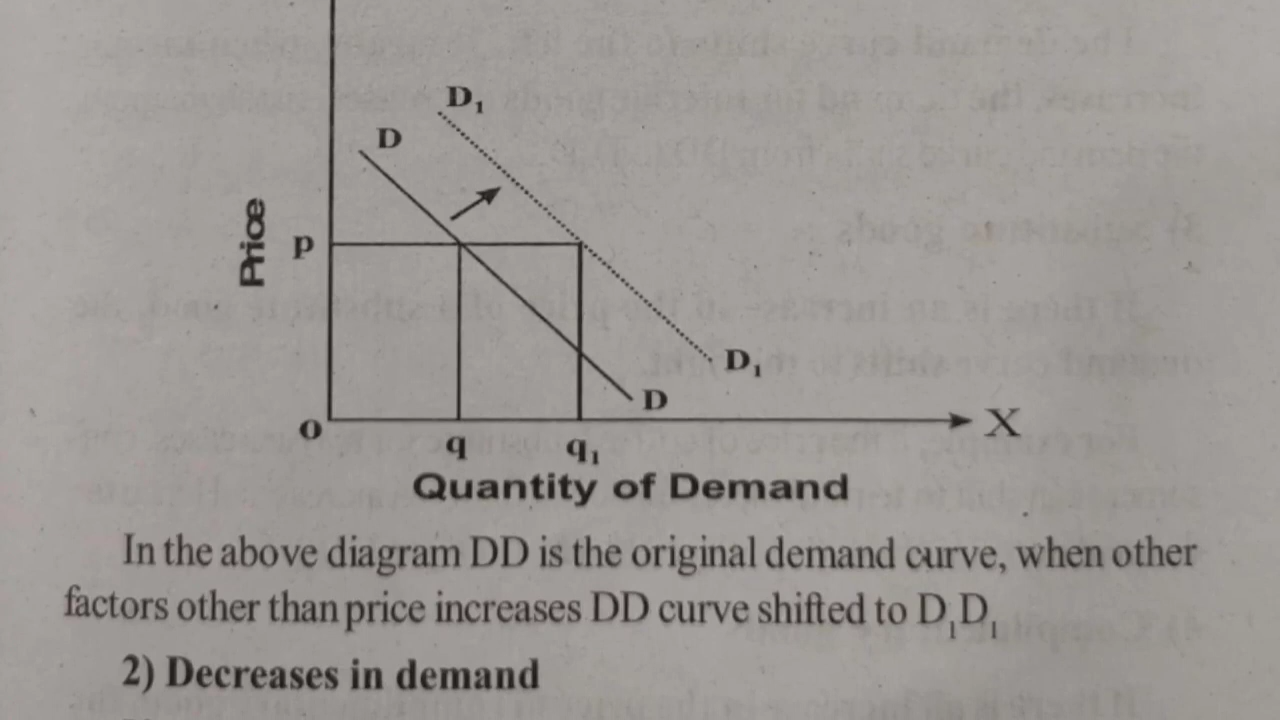 D₁
D
Price
P
D₁
D
O
X
q
q₁
Quantity of Demand
In the above diagram DD is the original demand curve, when other
factors other than price increases DD curve shifted to D₁D₁
2) Decreases in demand